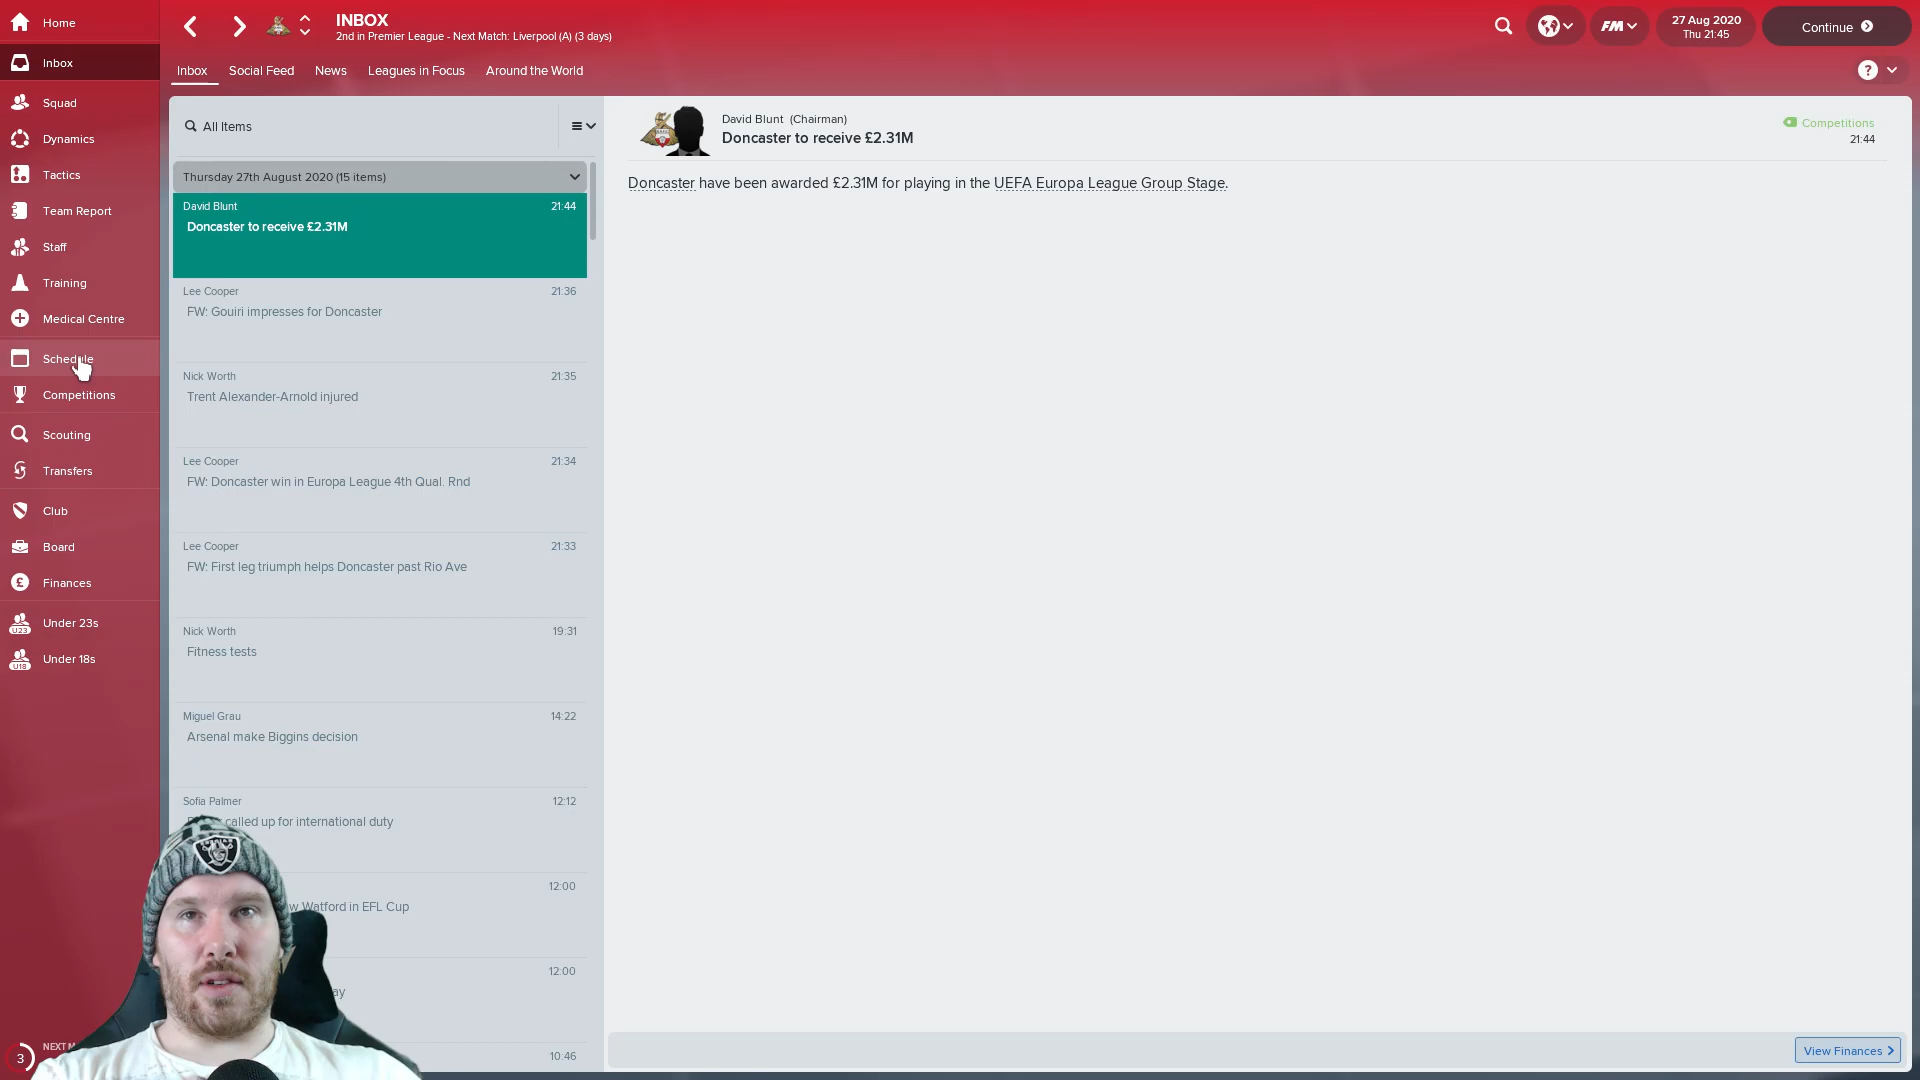 Home
Inbox
Squad
Dynamics
Tactics
Team Report
Staff
Training
Medical Centre
Schedule
Competitions
Scouting
Transfers
Club
Board
Finances
U23
Under 23s
U18
Under 18s
3
INBOX
2nd in Premier League - Next Match: Liverpool (A) (3 days)
FM
27 Aug 2020
Thu 21:45
Continue
Inbox Social Feed News Leagues in Focus Around the World
?
All Items
Thursday 27th August 2020 (15 items)
David Blunt 21:44
Doncaster to receive £2.31M
Lee Cooper 21:36
FW: Gouiri impresses for Doncaster
Nick Worth 21:35
Trent Alexander-Arnold injured
Lee Cooper 21:34
FW: Doncaster win in Europa League 4th Qual. Rnd
Lee Cooper 21:33
FW: First leg triumph helps Doncaster past Rio Ave
Nick Worth 19:31
Fitness tests
Miguel Grau 14:22
Arsenal make Biggins decision
Sofia Palmer 12:12
called up for international duty
12:00
Watford in EFL Cup
12:00
10:46
David Blunt (Chairman)
Doncaster to receive £2.31M
Competitions
21:44
Doncaster have been awarded £2.31M for playing in the UEFA Europa League Group Stage.
View Finances
NEXT
RAIDERS